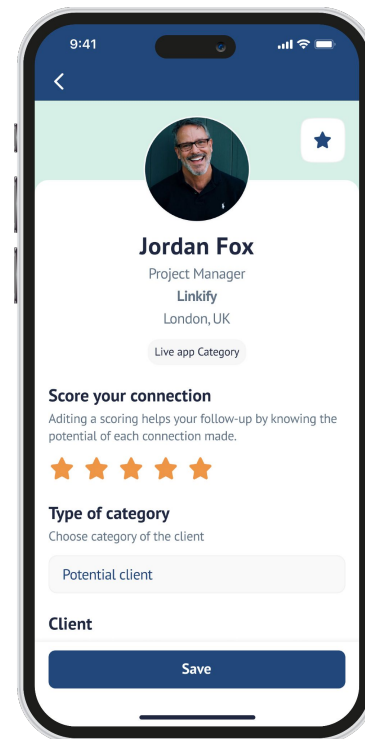 9:41
Jordan Fox
Project Manager
Linkify
London, UK
Live app Category
Score your connection
Aditing a scoring helps your follow-up by knowing the
potential of each connection made.
Type of category
Choose category of the client
Potential client
Client
Save